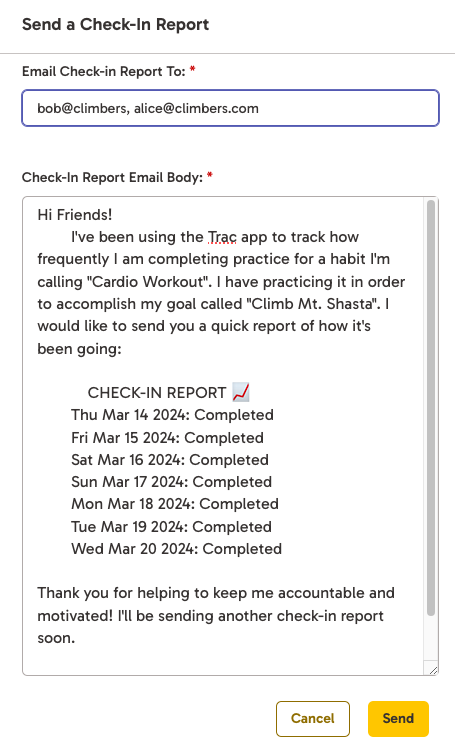 Send a Check-In Report
Email Check-in Report To: *
bob@climbers, alice@climbers.com
Check-In Report Email Body: *
Hi Friends!
I've been using the Trac app to track how
frequently I am completing practice for a habit I'm
calling "Cardio Workout". I have practicing it in order
to accomplish my goal called "Climb Mt. Shasta". I
would like to send you a quick report of how it's
been going:
CHECK-IN REPORT 📈
Thu Mar 14 2024: Completed
Fri Mar 15 2024: Completed
Sat Mar 16 2024: Completed
Sun Mar 17 2024: Completed
Mon Mar 18 2024: Completed
Tue Mar 19 2024: Completed
Wed Mar 20 2024: Completed
Thank you for helping to keep me accountable and
motivated! I'll be sending another check-in report
soon.
Cancel
Send